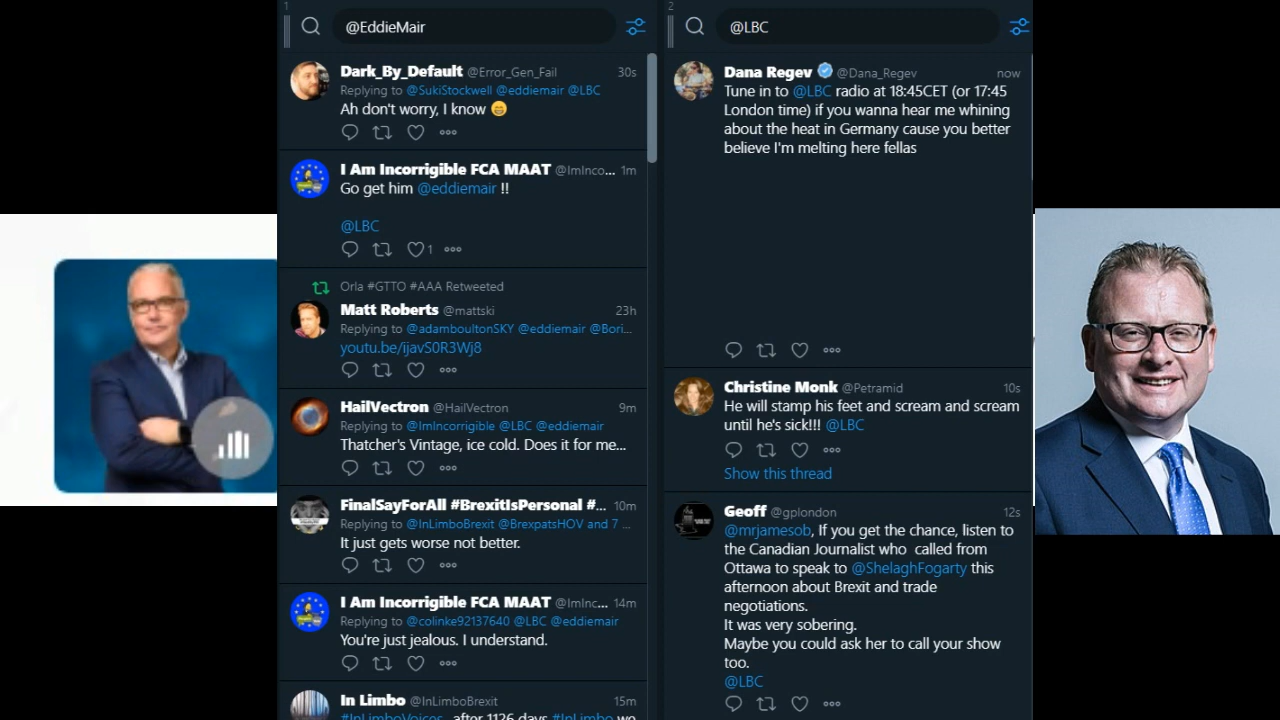 1
@EddieMair
Dark_By_Default @Error_Gen_Fail 30s
Replying to @SukiStockwell @eddiemair @LBC
Ah don't worry, I know 😁
I Am Incorrigible FCA MAAT @ImInco... 1m
Go get him @eddiemair !!
@LBC
1
Orla #GTTO #AAA Retweeted
Matt Roberts @mattski 23h
Replying to @adamboultonSKY @eddiemair @Bori...
youtu.be/ijavS0R3Wj8
HailVectron @HailVectron 9m
Replying to @ImIncorrigible @LBC @eddiemair
Thatcher's Vintage, ice cold. Does it for me...
FinalSayForAll #BrexitIsPersonal #... 10m
Replying to @InLimboBrexit @BrexpatsHOV and 7 ...
It just gets worse not better.
I Am Incorrigible FCA MAAT @ImInc... 14m
Replying to @colinke92137640 @LBC @eddiemair
You're just jealous. I understand.
In Limbo @InLimboBrexit 15m
#InLimboVoices after 1126 days #InLimbo wo
2
@LBC
Dana Regev @Dana_Regev now
Tune in to @LBC radio at 18:45CET (or 17:45
London time) if you wanna hear me whining
about the heat in Germany cause you better
believe I'm melting here fellas
Christine Monk @Petramid 10s
He will stamp his feet and scream and scream
until he's sick!!! @LBC
Show this thread
Geoff @gplondon 12s
@mrjamesob, If you get the chance, listen to
the Canadian Journalist who called from
Ottawa to speak to @ShelaghFogarty this
afternoon about Brexit and trade
negotiations.
It was very sobering.
Maybe you could ask her to call your show
too.
@LBC